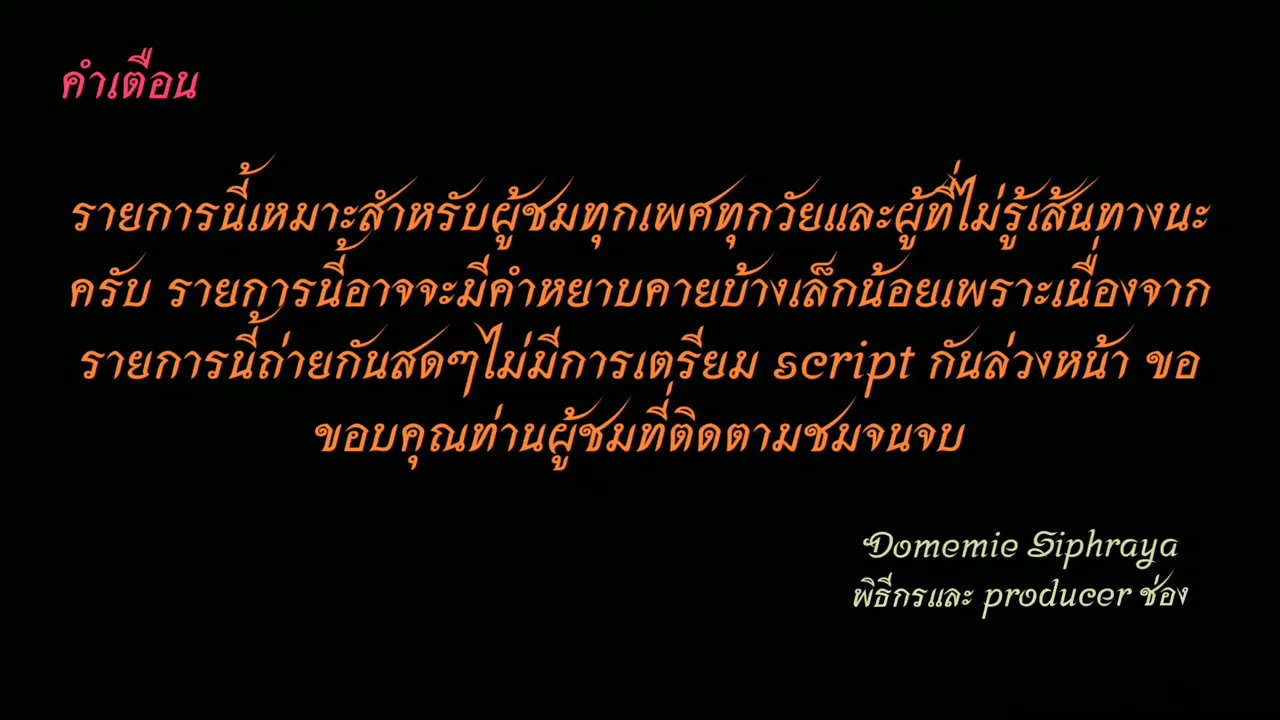 คำเตือน
รายการนี้เหมาะสำหรับผู้ชมทุกเพศทุกวัยและผู้ที่ไม่รู้เส้นทางนะ
ครับ รายการนี้อาจจะมีคำหยาบคายบ้างเล็กน้อยเพราะเนื่องจาก
รายการนี้ถ่ายกันสดๆไม่มีการเตรียม script กันล่วงหน้า ขอ
ขอบคุณท่านผู้ชมที่ติดตามชมจนจบ
Domemie Siphraya
พิธีกรและ producer ช่อง